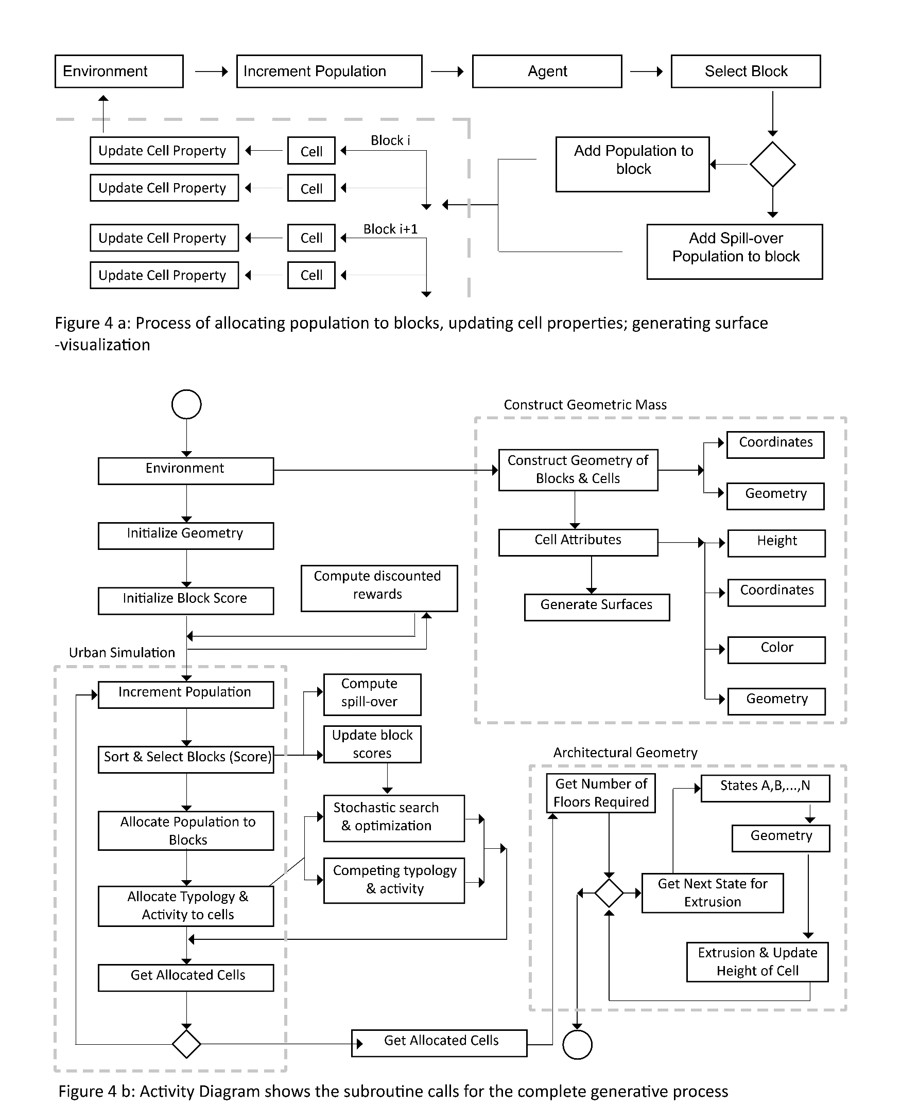 Environment
Increment Population
Agent
Select Block
Update Cell Property
Cell
Block i
Update Cell Property
Cell
Update Cell Property
Cell
Block i+1
Update Cell Property
Cell
Add Population to
block
Add Spill-over
Population to block
Figure 4 a: Process of allocating population to blocks, updating cell properties; generating surface
-visualization
Environment
Initialize Geometry
Initialize Block Score
Compute discounted
rewards
Urban Simulation
Increment Population
Sort & Select Blocks (Score)
Allocate Population to
Blocks
Allocate Typology &
Activity to cells
Get Allocated Cells
Compute
spill-over
Update block
scores
Stochastic search
& optimization
Competing typology
& activity
Get Allocated Cells
Construct Geometric Mass
Construct Geometry of
Blocks & Cells
Coordinates
Geometry
Cell Attributes
Generate Surfaces
Height
Coordinates
Color
Geometry
Architectural Geometry
Get Number of
Floors Required
States A,B,...,N
Geometry
Get Next State for
Extrusion
Extrusion & Update
Height of Cell
Figure 4 b: Activity Diagram shows the subroutine calls for the complete generative process